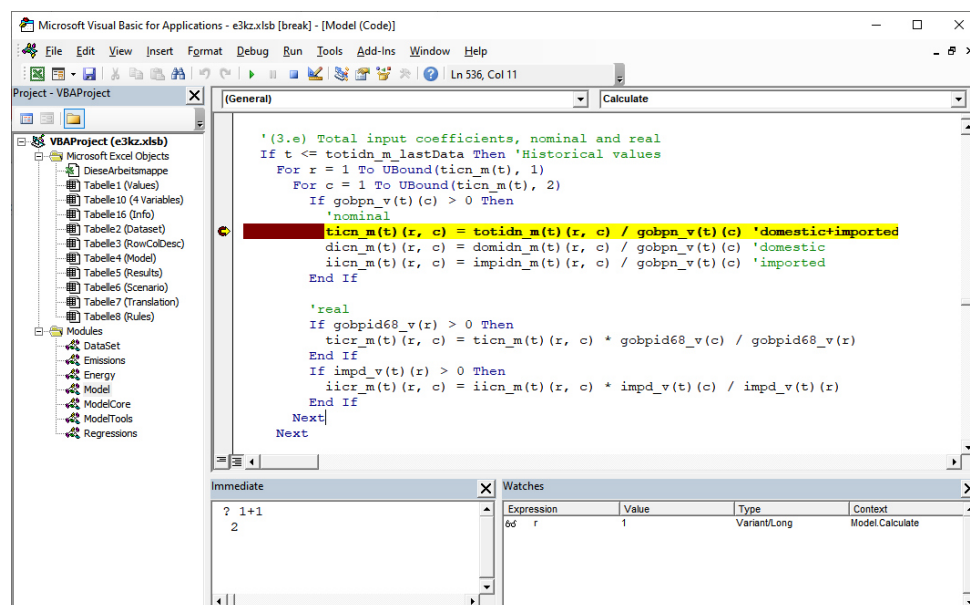 Microsoft Visual Basic for Applications - e3kz.xlsb [break] - [Model (Code)]
File Edit View Insert Format Debug Run Tools Add-Ins Window Help
Ln 536, Col 11
Project - VBAProject
VBAProject (e3kz.xlsb)
Microsoft Excel Objects
DieseArbeitsmappe
Tabelle1 (Values)
Tabelle10 (4 Variables)
Tabelle16 (Info)
Tabelle2 (Dataset)
Tabelle3 (RowColDesc)
Tabelle4 (Model)
Tabelle5 (Results)
Tabelle6 (Scenario)
Tabelle7 (Translation)
Tabelle8 (Rules)
Modules
DataSet
Emissions
Energy
Model
ModelCore
ModelTools
Regressions
(General)
Calculate
'(3.e) Total input coefficients, nominal and real
If t <= totidn_m_lastData Then 'Historical values
For r = 1 To UBound(ticn_m(t), 1)
For c = 1 To UBound(ticn_m(t), 2)
If gobpn_v(t)(c) > 0 Then
'nominal
ticn_m(t)(r, c) = totidn_m(t)(r, c) / gobpn_v(t)(c) 'domestic+imported
dicn_m(t)(r, c) = domidn_m(t)(r, c) / gobpn_v(t)(c) 'domestic
iicn_m(t)(r, c) = impidn_m(t)(r, c) / gobpn_v(t)(c) 'imported
End If
'real
If gobpid68_v(r) > 0 Then
ticr_m(t)(r, c) = ticn_m(t)(r, c) * gobpid68_v(c) / gobpid68_v(r)
End If
If impd_v(t)(r) > 0 Then
iicr_m(t)(r, c) = iicn_m(t)(r, c) * impd_v(t)(c) / impd_v(t)(r)
End If
Next
Next
Immediate
? 1+1
2
Watches
Expression Value Type Context
r 1 Variant/Long Model.Calculate